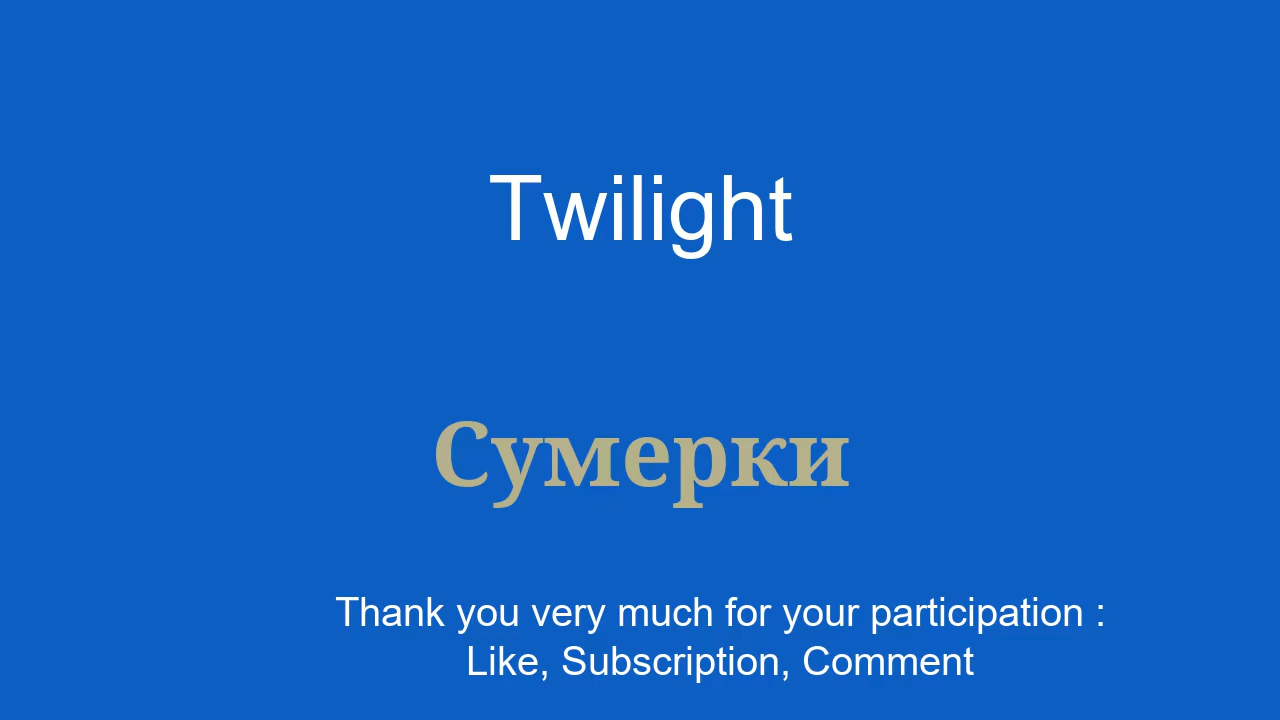 Twilight
Сумерки
Thank you very much for your participation :
Like, Subscription, Comment